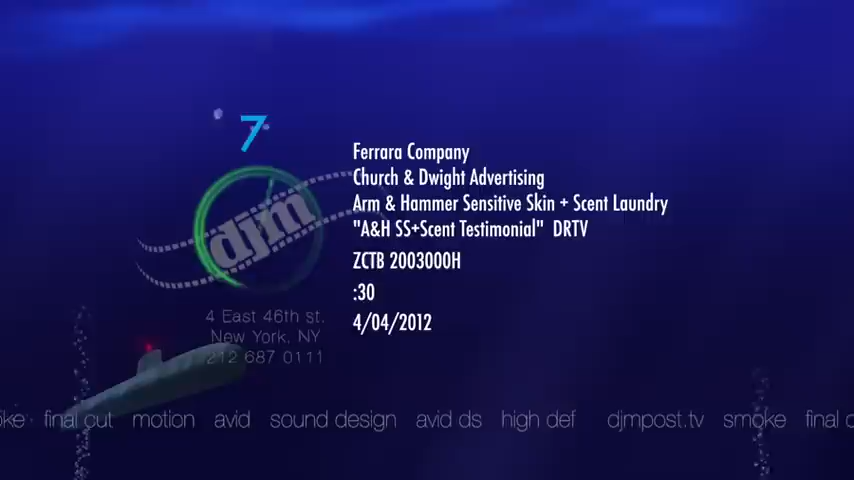 7
Ferrara Company
Church & Dwight Advertising
Arm & Hammer Sensitive Skin + Scent Laundry
"A&H SS+Scent Testimonial" DRTV
ZCTB 2003000H
:30
4/04/2012
djm
4 East 46th st.
New York, NY
212 687 0111
oke final cut motion avid sound design avid ds high def djmpost.tv smoke final c